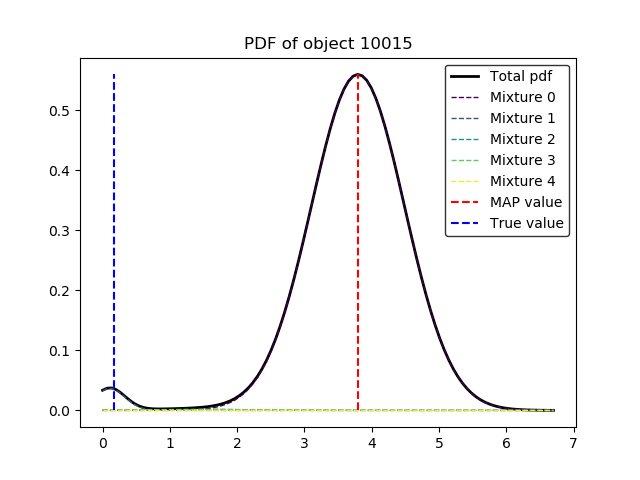 PDF of object 10015
Total pdf
Mixture 0
Mixture 1
Mixture 2
Mixture 3
Mixture 4
MAP value
True value
0.5
0.4
0.3
0.2
0.1
0.0
0 1 2 3 4 5 6 7